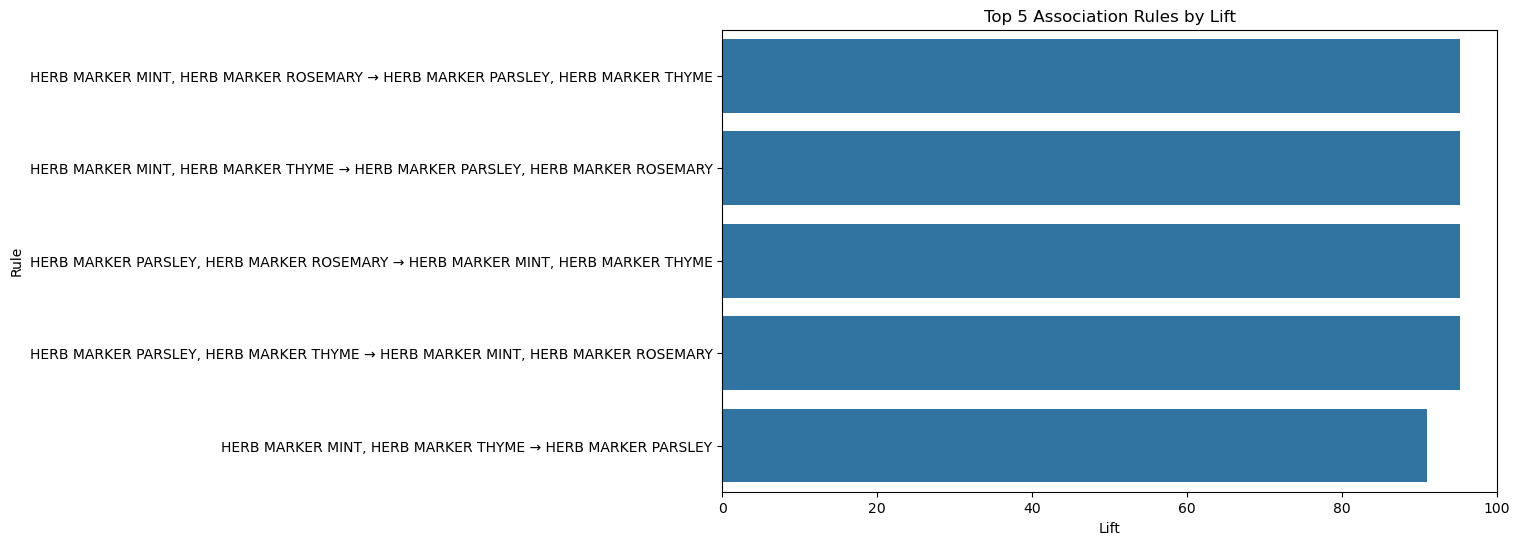 Top 5 Association Rules by Lift
Rule
HERB MARKER MINT, HERB MARKER ROSEMARY → HERB MARKER PARSLEY, HERB MARKER THYME
HERB MARKER MINT, HERB MARKER THYME → HERB MARKER PARSLEY, HERB MARKER ROSEMARY
HERB MARKER PARSLEY, HERB MARKER ROSEMARY → HERB MARKER MINT, HERB MARKER THYME
HERB MARKER PARSLEY, HERB MARKER THYME → HERB MARKER MINT, HERB MARKER ROSEMARY
HERB MARKER MINT, HERB MARKER THYME → HERB MARKER PARSLEY
0 20 40 60 80 100
Lift